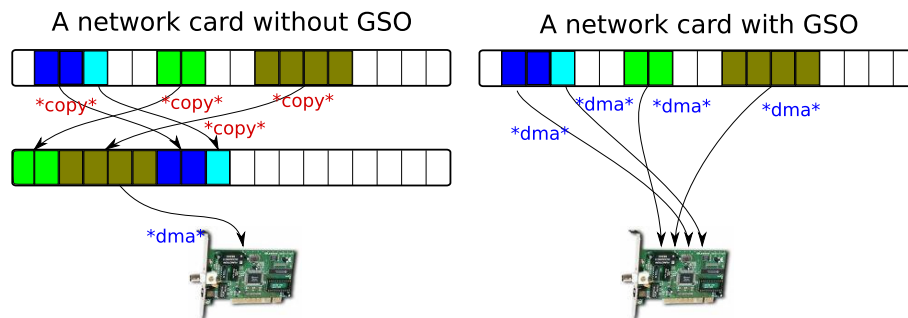 A network card without GSO
*copy*
*copy*
*copy*
*copy*
*dma*
A network card with GSO
*dma*
*dma*
*dma*
*dma*